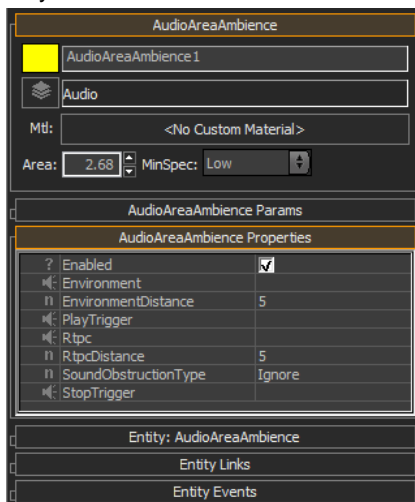 AudioAreaAmbience
AudioAreaAmbience1
Audio
Mtl: <No Custom Material>
Area: 2.68 MinSpec: Low
AudioAreaAmbience Params
AudioAreaAmbience Properties
? Enabled
Environment
n EnvironmentDistance 5
PlayTrigger
Rtpc
n RtpcDistance 5
n SoundObstructionType Ignore
StopTrigger
Entity: AudioAreaAmbience
Entity Links
Entity Events